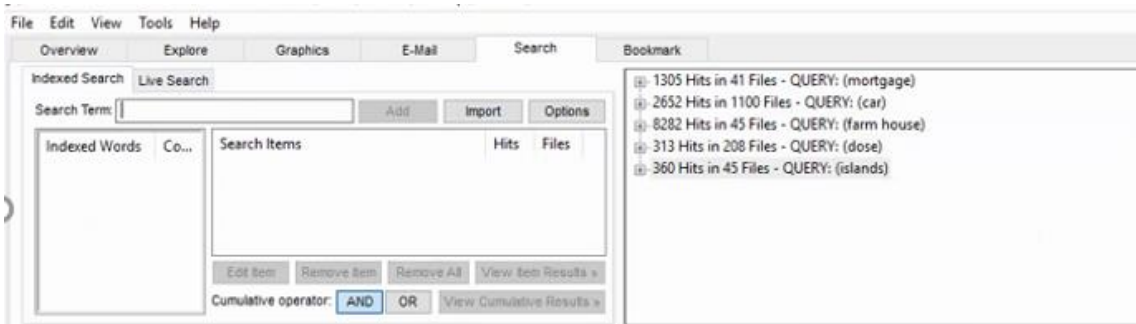 File Edit View Tools Help
Overview Explore Graphics E-Mail Search Bookmark
Indexed Search Live Search
Search Term: Add Import Options
Indexed Words Co... Search Items Hits Files
Edit Item Remove Item Remove All View Item Results »
Cumulative operator: AND OR View Cumulative Results »
1305 Hits in 41 Files - QUERY: (mortgage)
2652 Hits in 1100 Files - QUERY: (car)
8282 Hits in 45 Files - QUERY: (farm house)
313 Hits in 208 Files - QUERY: (dose)
360 Hits in 45 Files - QUERY: (islands)